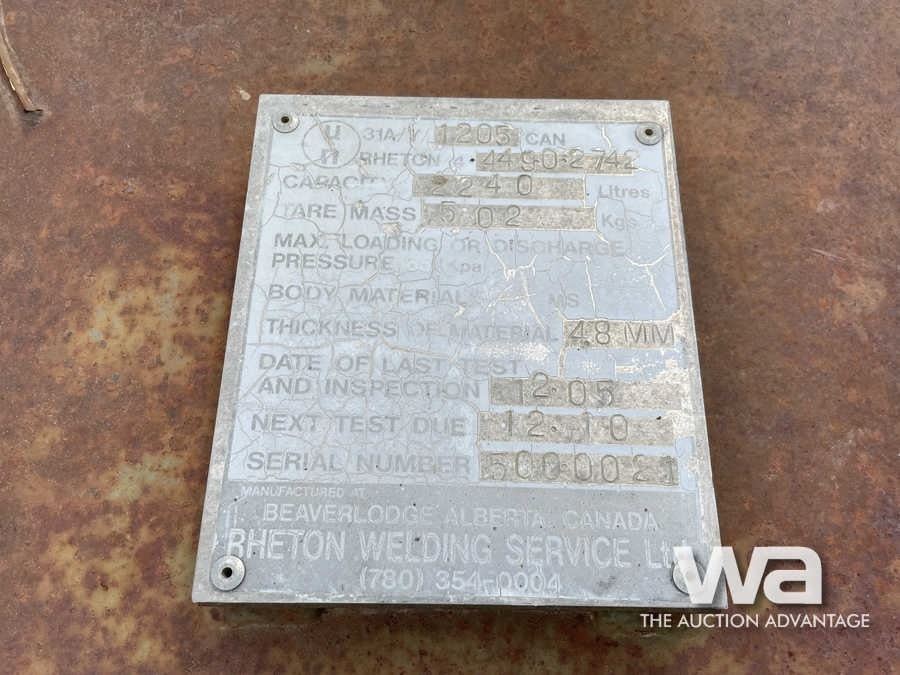 un 31A/Y/ 1205 CAN
RHETON 4490-2742
CAPACITY 2240 Litres
TARE MASS 502 Kgs
MAX. LOADING OR DISCHARGE
PRESSURE Kpa
BODY MATERIALS MS
THICKNESS OF MATERIAL 48 MM
DATE OF LAST TEST
AND INSPECTION 12-05
NEXT TEST DUE 12-10
SERIAL NUMBER 5000021
MANUFACTURED AT
BEAVERLODGE ALBERTA, CANADA
RHETON WELDING SERVICE Ltd
(780) 354-0004
wa
THE AUCTION ADVANTAGE